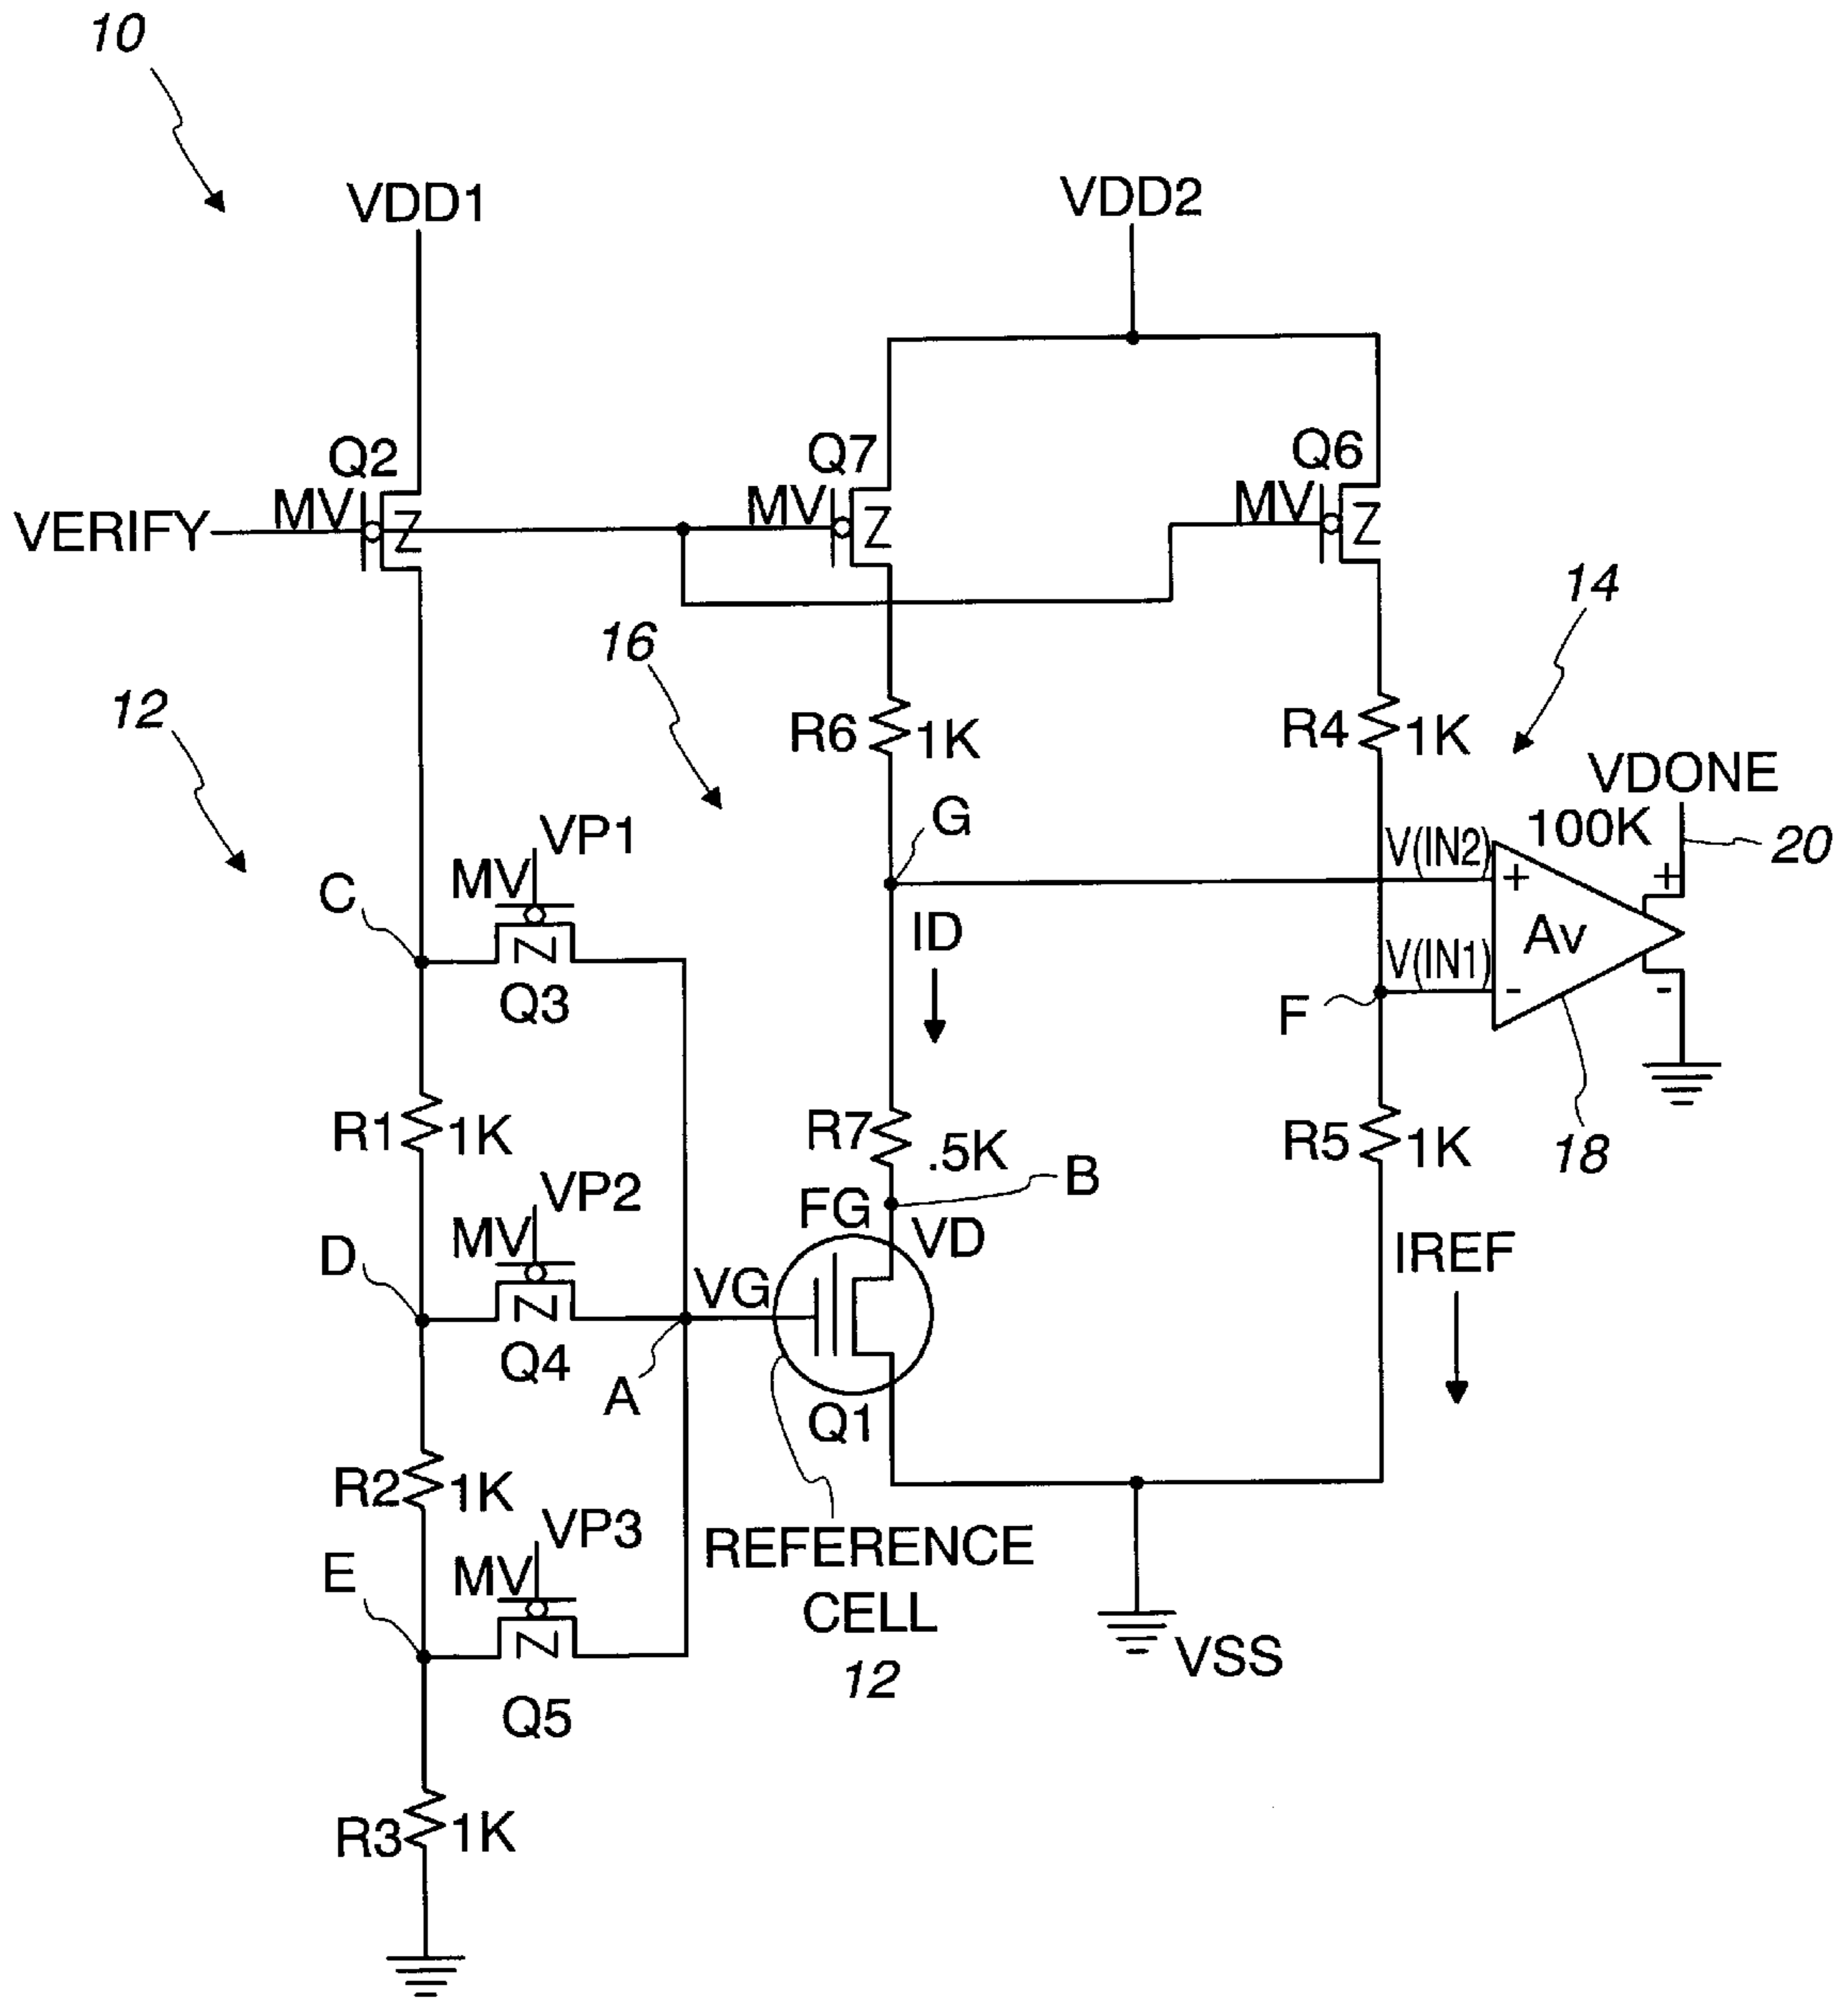 10
VDD1
VDD2
Q2
Q7
Q6
MV
Z
MV
Z
MV
Z
VERIFY
14
16
12
R6
1K
R4
1K
VDONE
100K
20
G
V(IN2)
+
+
VP1
MV
C
Z
Q3
ID
AV
V(IN1)
-
-
F
R1
1K
R7
.5K
R5
1K
18
B
FG
VD
VP2
MV
D
Z
Q4
VG
IREF
A
Q1
R2
1K
VP3
MV
E
Z
Q5
REFERENCE
CELL
12
VSS
R3
1K